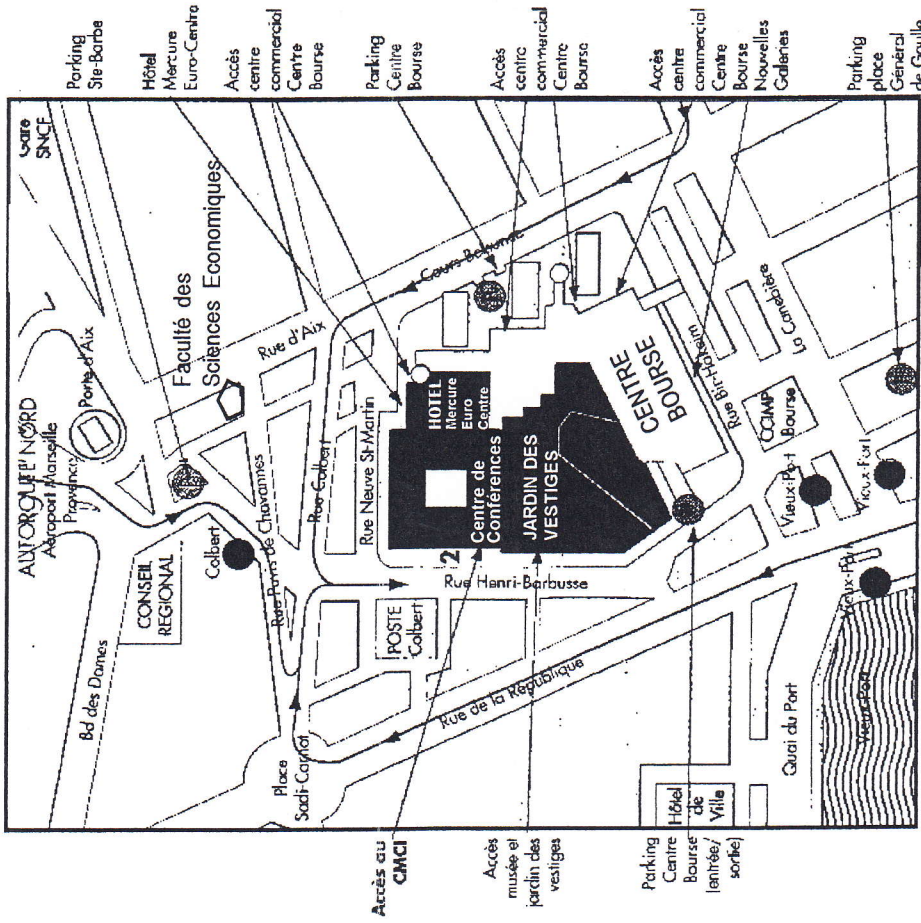 Parking
Ste-Barbe
Hôtel
Mercure
Euro-Centre
Accès
centre
commercial
Centre
Bourse
Parking
Centre
Bourse
Accès
centre
commercial
Centre
Bourse
Accès
centre
commercial
Centre
Bourse
Nouvelles
Galeries
Parking
place
Général
de Gaulle
Gare
SNCF
AUTOROUTE NORD
Aéroport Marseille
Provence
Porte d'Aix
Faculté des
Sciences Economiques
CONSEIL
REGIONAL
Colbert
Bd des Dames
Rue Puvis de Chavannes
Rue d'Aix
Cours Belsunce
Rue Colbert
Rue Neuve St-Martin
Place
Sadi-Carnot
POSTE
Colbert
HOTEL
Mercure
Euro
Centre
2
Centre de
Conférences
JARDIN DES
VESTIGES
CENTRE
BOURSE
Rue Henri-Barbusse
Rue Bir-Hakeim
La Canebière
CCIMP
Bourse
Vieux-Port
Vieux-Port
Vieux-Port
Rue de la République
Quai du Port
Vieux-Port
Hôtel
de
Ville
Accès au
CMCI
Accès
musée et
jardin des
vestiges
Parking
Centre
Bourse
(entrée/
sortie)